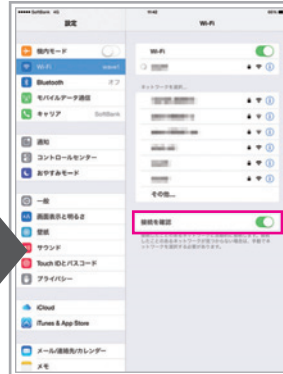 SoftBank 4G
11:42
設定
Wi-Fi
機内モード
Wi-Fi
Bluetooth
オフ
モバイルデータ通信
キャリア
SoftBank
通知
コントロールセンター
おやすみモード
一般
画面表示と明るさ
壁紙
サウンド
Touch IDとパスコード
プライバシー
iCloud
iTunes & App Store
メール/連絡先/カレンダー
メモ
Wi-Fi
ネットワークを選択...
その他...
接続を確認